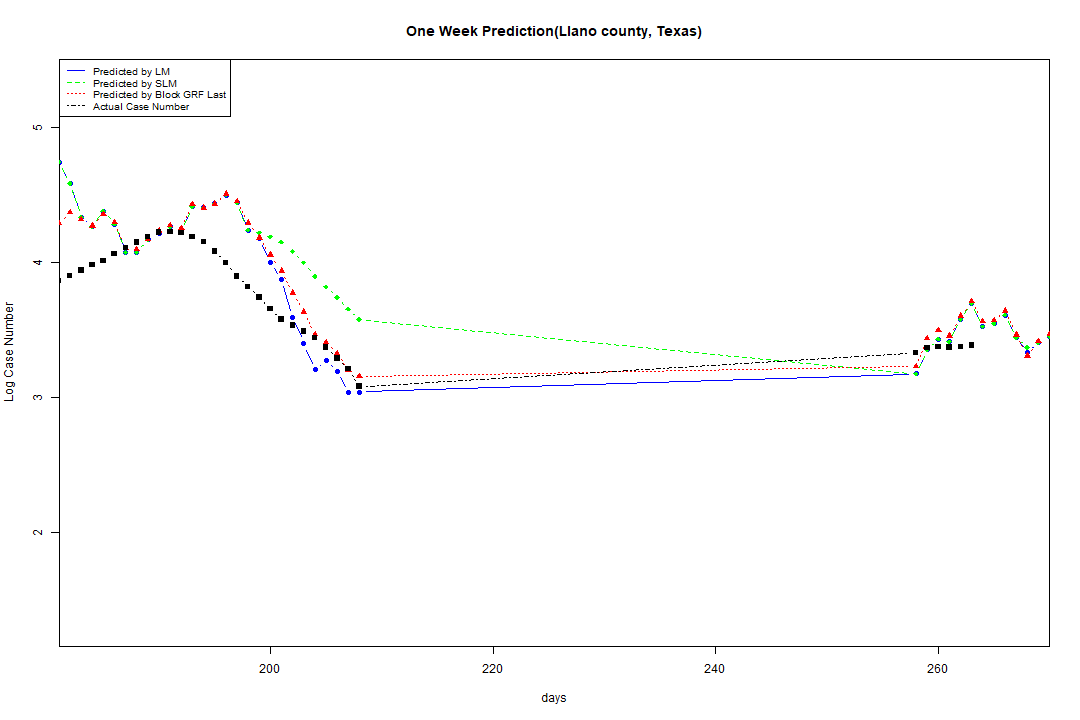 One Week Prediction(Llano county, Texas)
Predicted by LM
Predicted by SLM
Predicted by Block GRF Last
Actual Case Number
5
4
3
2
Log Case Number
200 220 240 260
days